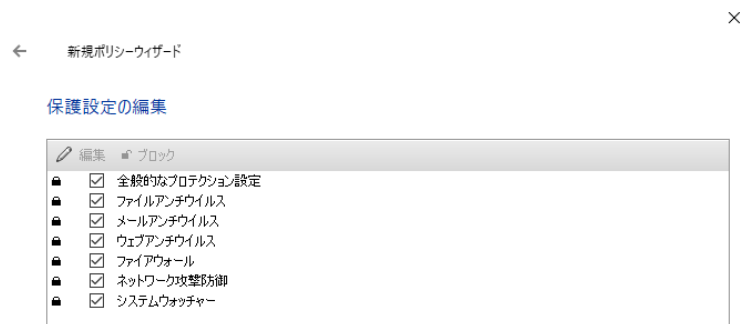 新規ポリシーウィザード
保護設定の編集
編集 ブロック
全般的なプロテクション設定
ファイルアンチウイルス
メールアンチウイルス
ウェブアンチウイルス
ファイアウォール
ネットワーク攻撃防御
システムウォッチャー